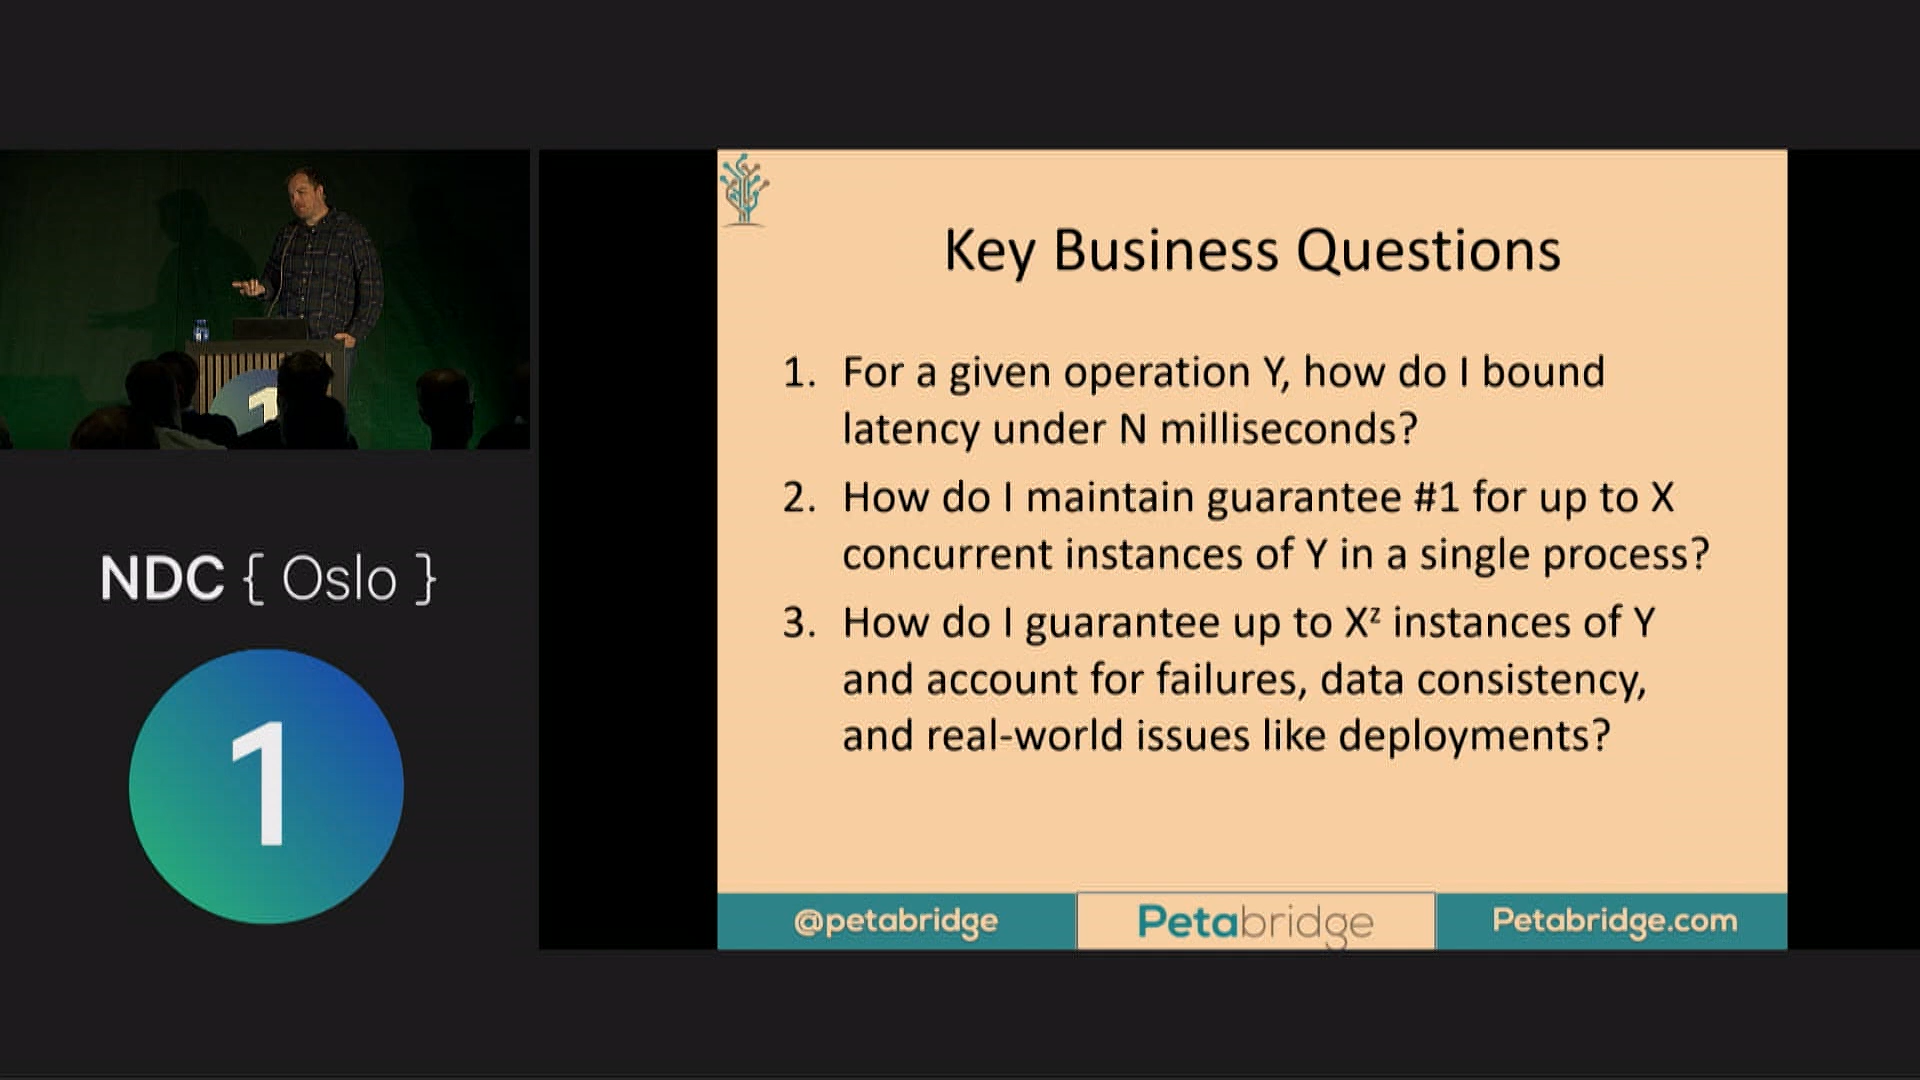 1
NDC { Oslo }
1
Key Business Questions
1. For a given operation Y, how do I bound
latency under N milliseconds?
2. How do I maintain guarantee #1 for up to X
concurrent instances of Y in a single process?
3. How do I guarantee up to Xᶻ instances of Y
and account for failures, data consistency,
and real-world issues like deployments?
@petabridge
Petabridge
Petabridge.com